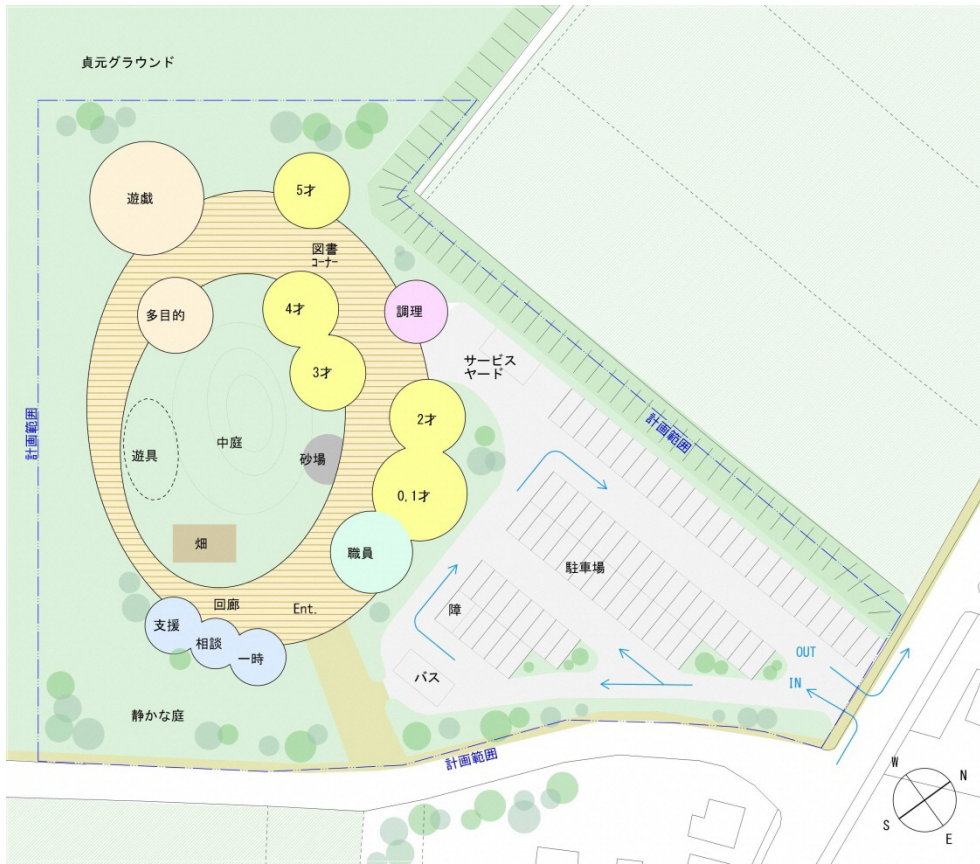 貞元グラウンド
遊戯
5才
図書
コーナー
多目的
4才
調理
サービス
ヤード
3才
計画範囲
2才
計画範囲
遊具
中庭
砂場
0,1才
畑
職員
駐車場
回廊
Ent.
障
支援
相談
一時
OUT
バス
IN
静かな庭
計画範囲
W
N
S
E